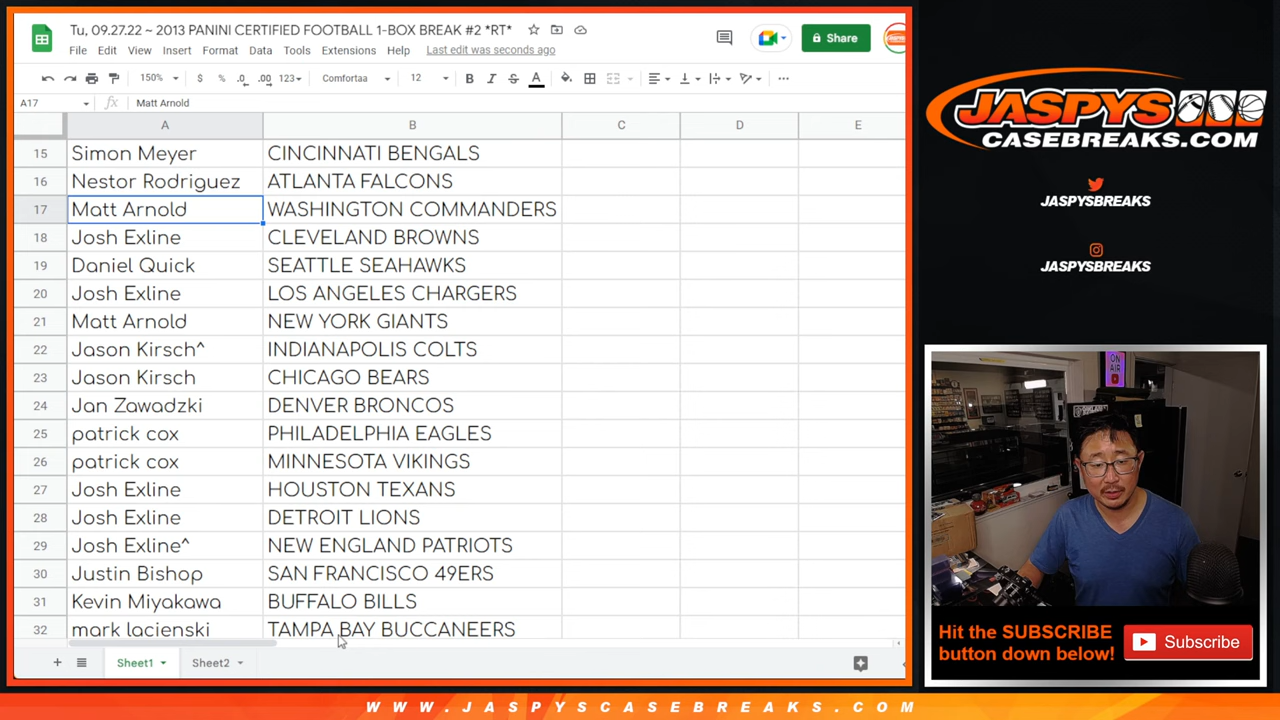 Tu, 09.27.22 ~ 2013 PANINI CERTIFIED FOOTBALL 1-BOX BREAK #2 *RT*
File Edit View Insert Format Data Tools Extensions Help Last edit was seconds ago
Share
150% $ % .0 .00 123 Comfortaa 12 B I S A
A17 fx Matt Arnold
A B C D E
15 Simon Meyer CINCINNATI BENGALS
16 Nestor Rodriguez ATLANTA FALCONS
17 Matt Arnold WASHINGTON COMMANDERS
18 Josh Exline CLEVELAND BROWNS
19 Daniel Quick SEATTLE SEAHAWKS
20 Josh Exline LOS ANGELES CHARGERS
21 Matt Arnold NEW YORK GIANTS
22 Jason Kirsch^ INDIANAPOLIS COLTS
23 Jason Kirsch CHICAGO BEARS
24 Jan Zawadzki DENVER BRONCOS
25 patrick cox PHILADELPHIA EAGLES
26 patrick cox MINNESOTA VIKINGS
27 Josh Exline HOUSTON TEXANS
28 Josh Exline DETROIT LIONS
29 Josh Exline^ NEW ENGLAND PATRIOTS
30 Justin Bishop SAN FRANCISCO 49ERS
31 Kevin Miyakawa BUFFALO BILLS
32 mark lacienski TAMPA BAY BUCCANEERS
Sheet1 Sheet2
JASPYS
CASEBREAKS.COM
JASPYSBREAKS
JASPYSBREAKS
ON AIR
Hit the SUBSCRIBE
button down below!
Subscribe
WWW.JASPYSCASEBREAKS.COM